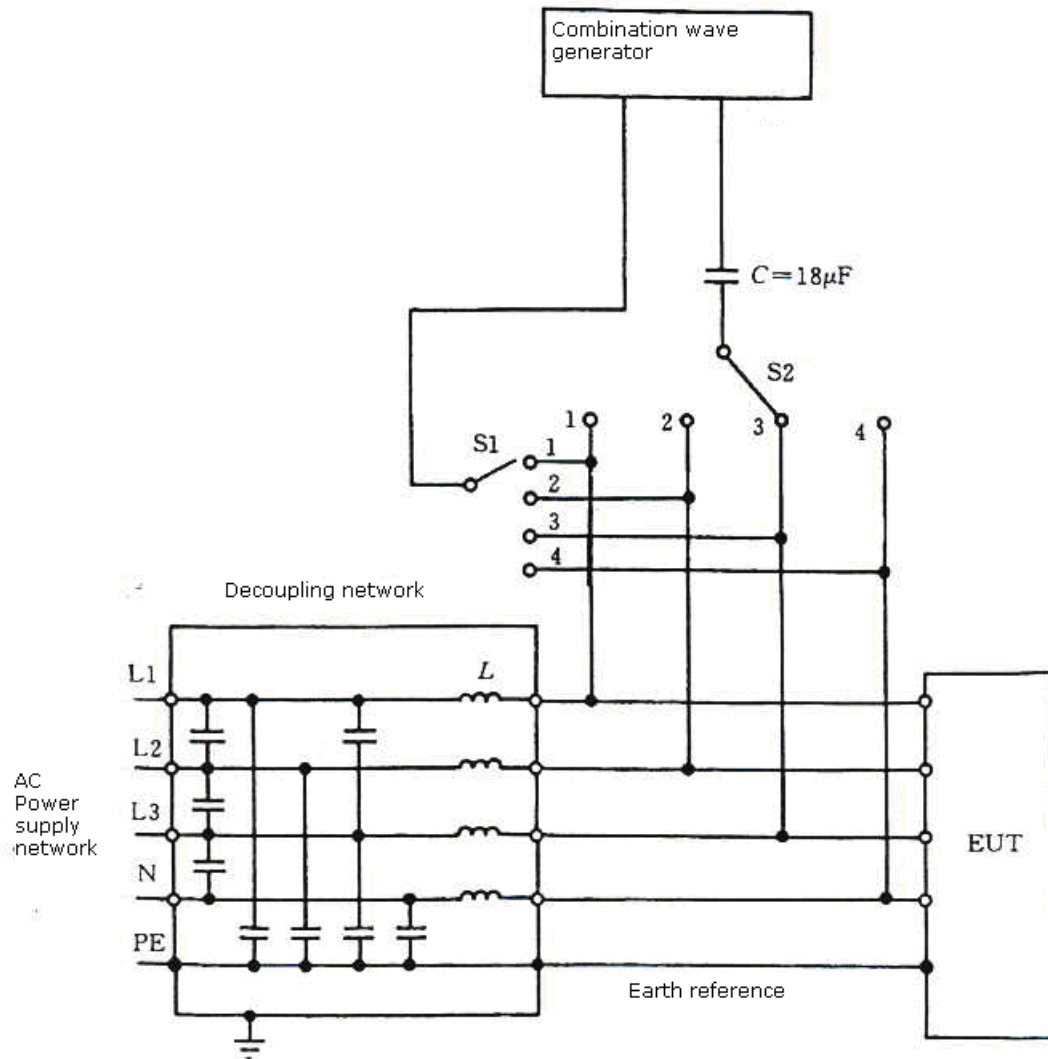 Combination wave
generator
C=18μF
S2
1
2
3
4
S1
1
2
3
4
Decoupling network
L1
L
L2
AC
Power
supply
network
L3
N
EUT
PE
Earth reference